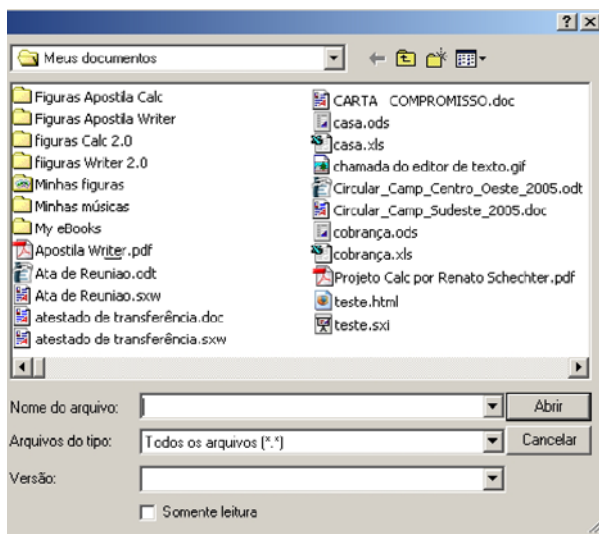 Meus documentos
Figuras Apostila Calc
Figuras Apostila Writer
figuras Calc 2.0
fiiguras Writer 2.0
Minhas figuras
Minhas músicas
My eBooks
Apostila Writer.pdf
Ata de Reuniao.odt
Ata de Reuniao.sxw
atestado de transferência.doc
atestado de transferência.sxw
CARTA COMPROMISSO.doc
casa.ods
casa.xls
chamada do editor de texto.gif
Circular_Camp_Centro_Oeste_2005.odt
Circular_Camp_Sudeste_2005.doc
cobrança.ods
cobrança.xls
Projeto Calc por Renato Schechter.pdf
teste.html
teste.sxi
Nome do arquivo:
Abrir
Arquivos do tipo:
Todos os arquivos (*.*)
Cancelar
Versão:
Somente leitura